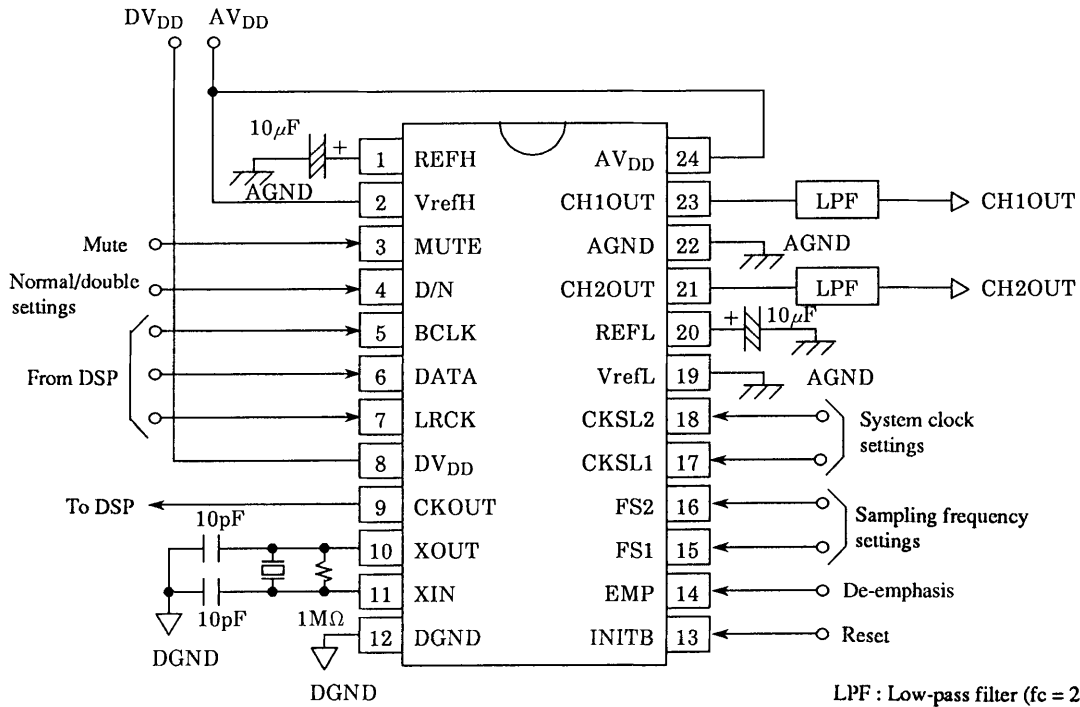 DVDD AVDD
10μF +
AGND
1 REFH
2 VrefH
Mute 3 MUTE
Normal/double
settings
4 D/N
From DSP
5 BCLK
6 DATA
7 LRCK
8 DVDD
To DSP 9 CKOUT
10pF
10 XOUT
11 XIN
10pF 1MΩ
DGND
12 DGND
DGND
AVDD 24
CH1OUT 23 LPF CH1OUT
AGND 22 AGND
CH2OUT 21 LPF CH2OUT
REFL 20 + 10μF
AGND
VrefL 19
CKSL2 18
CKSL1 17
System clock
settings
FS2 16
FS1 15
Sampling frequency
settings
EMP 14 De-emphasis
INITB 13 Reset
LPF : Low-pass filter (fc = 2